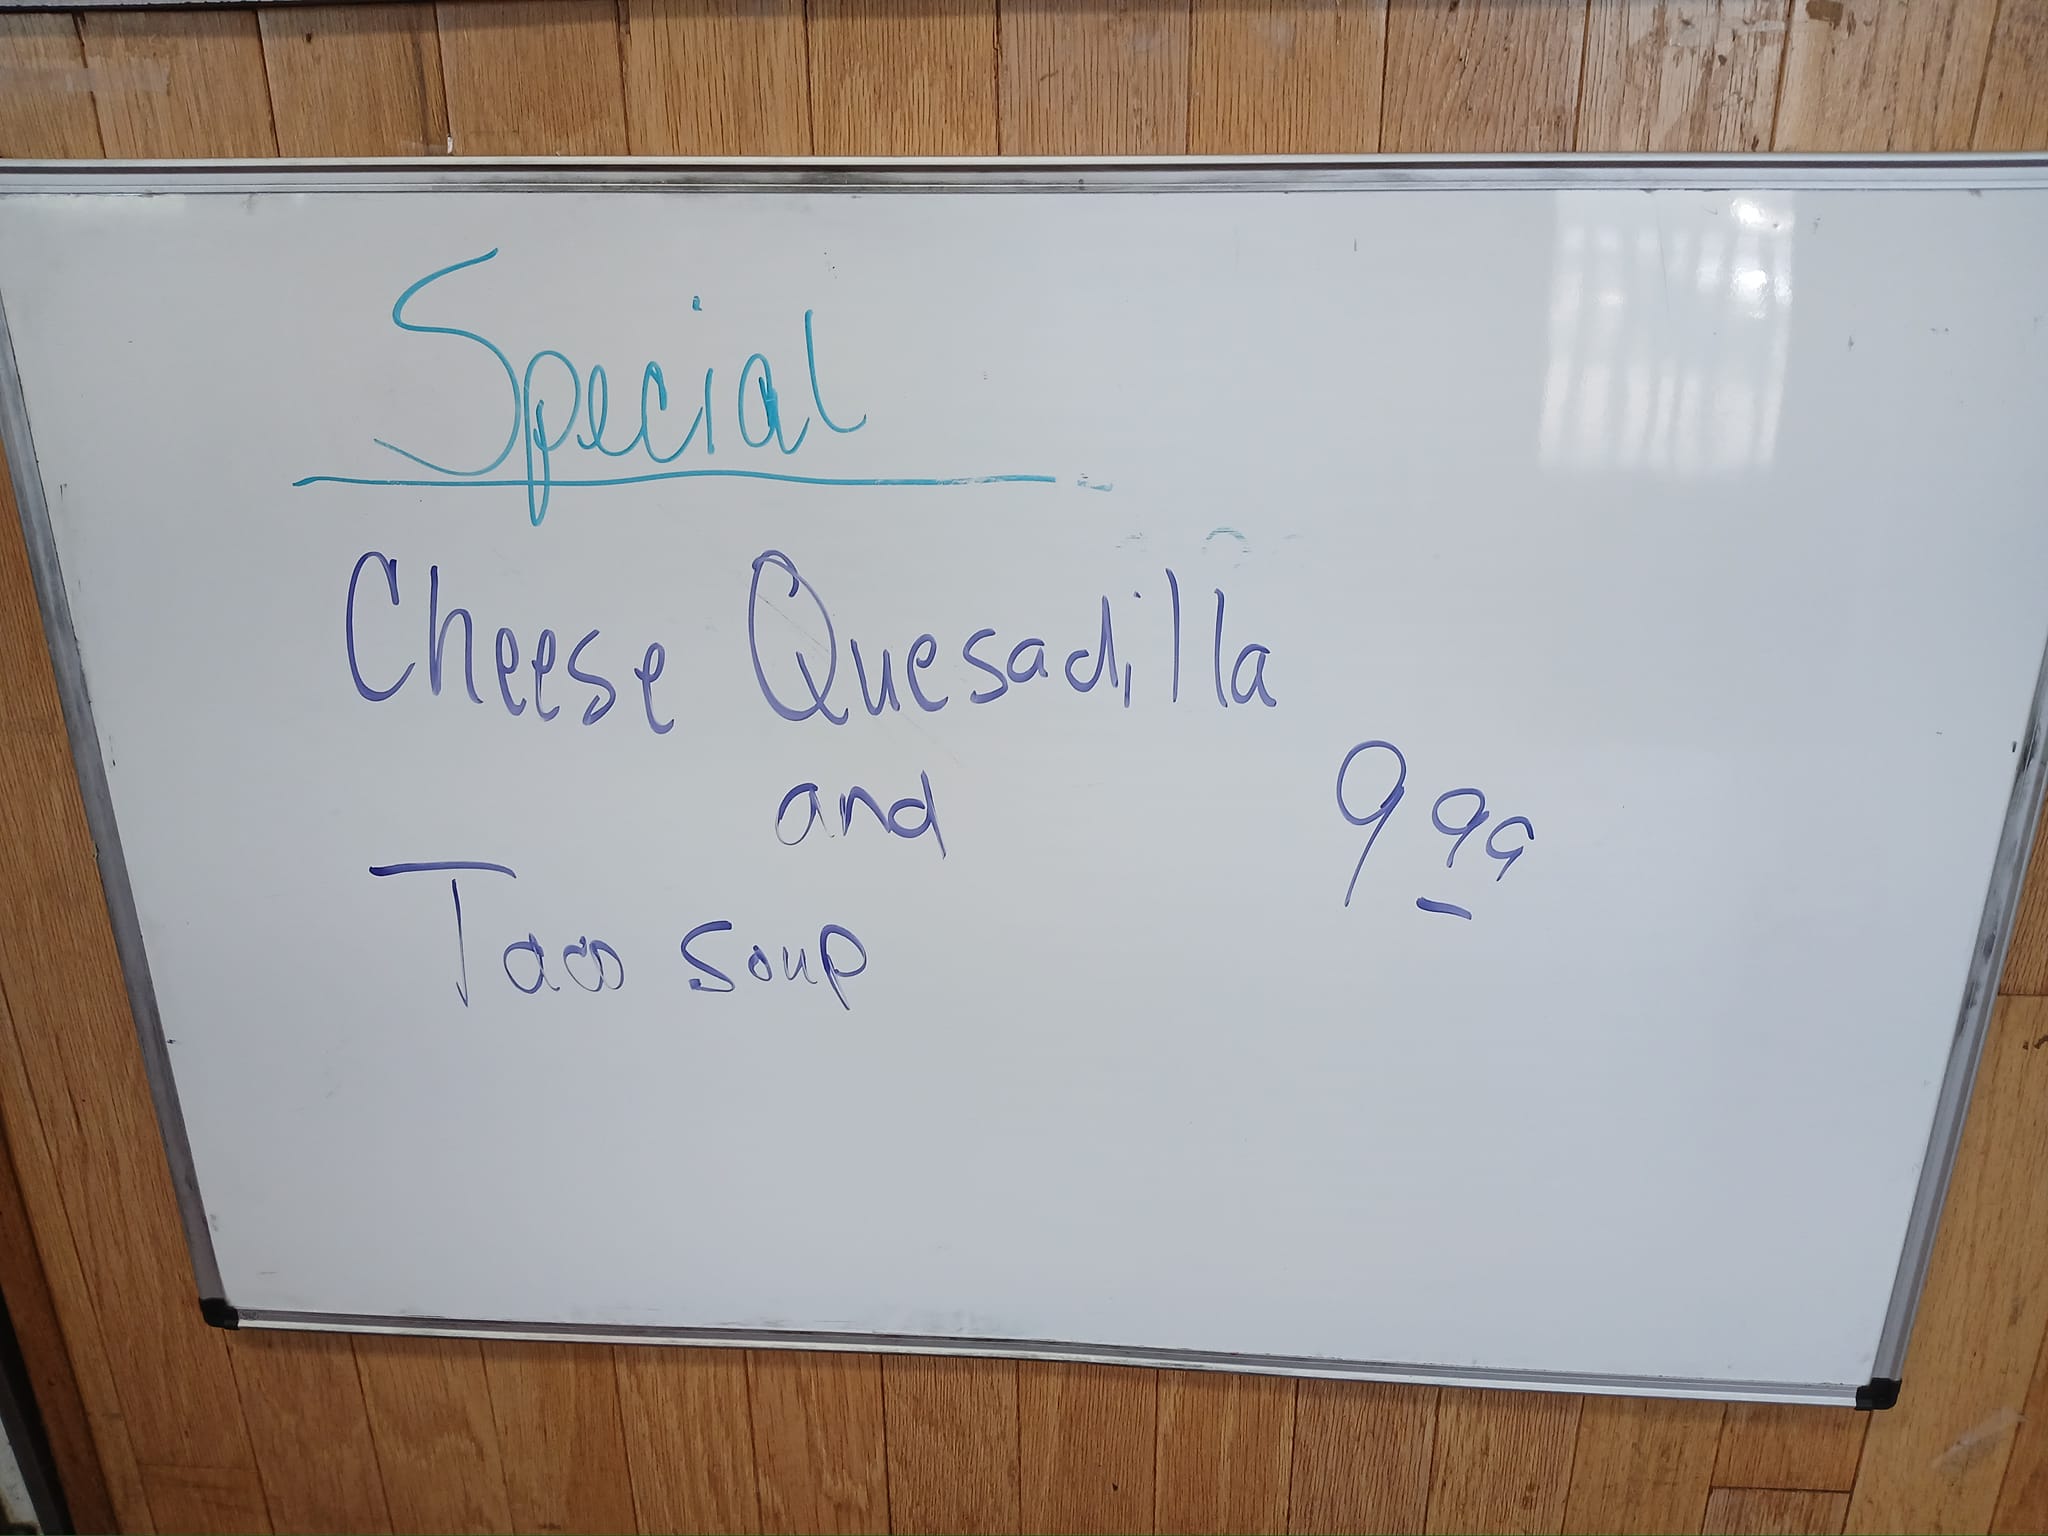 Special
Cheese Quesadilla
and
9 99
Taco Soup